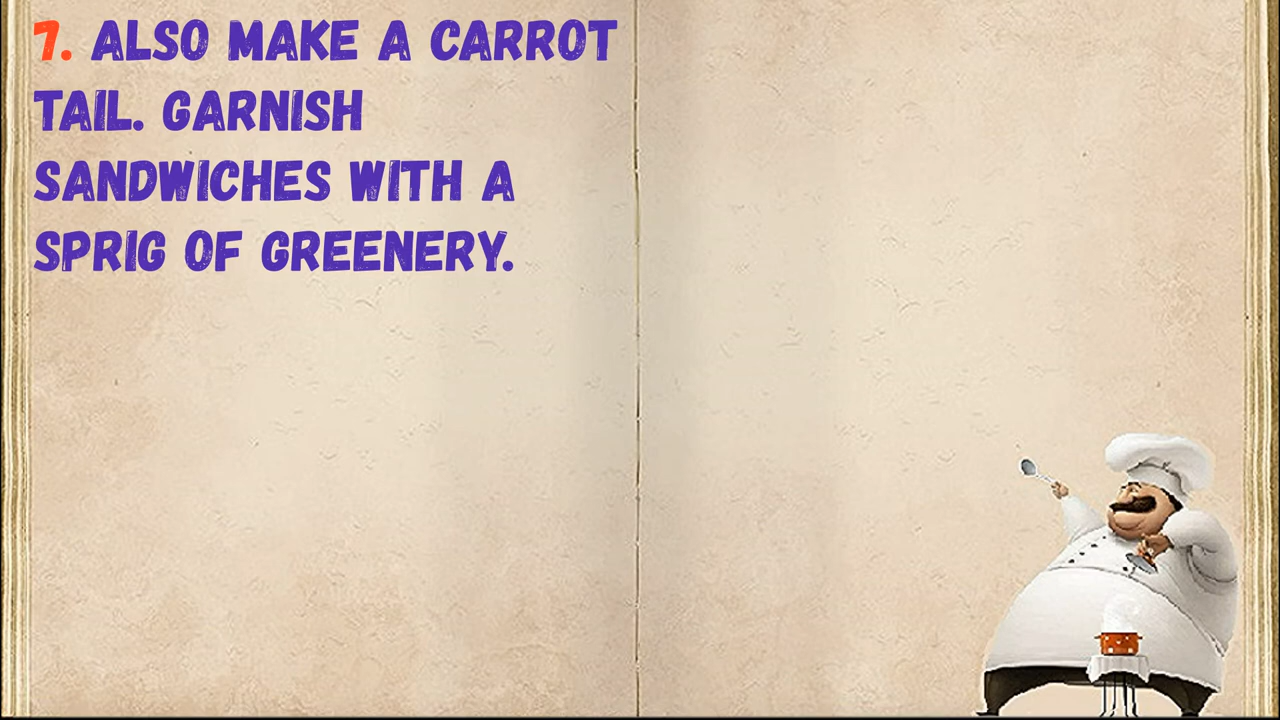 7. ALSO MAKE A CARROT
TAIL. GARNISH
SANDWICHES WITH A
SPRIG OF GREENERY.